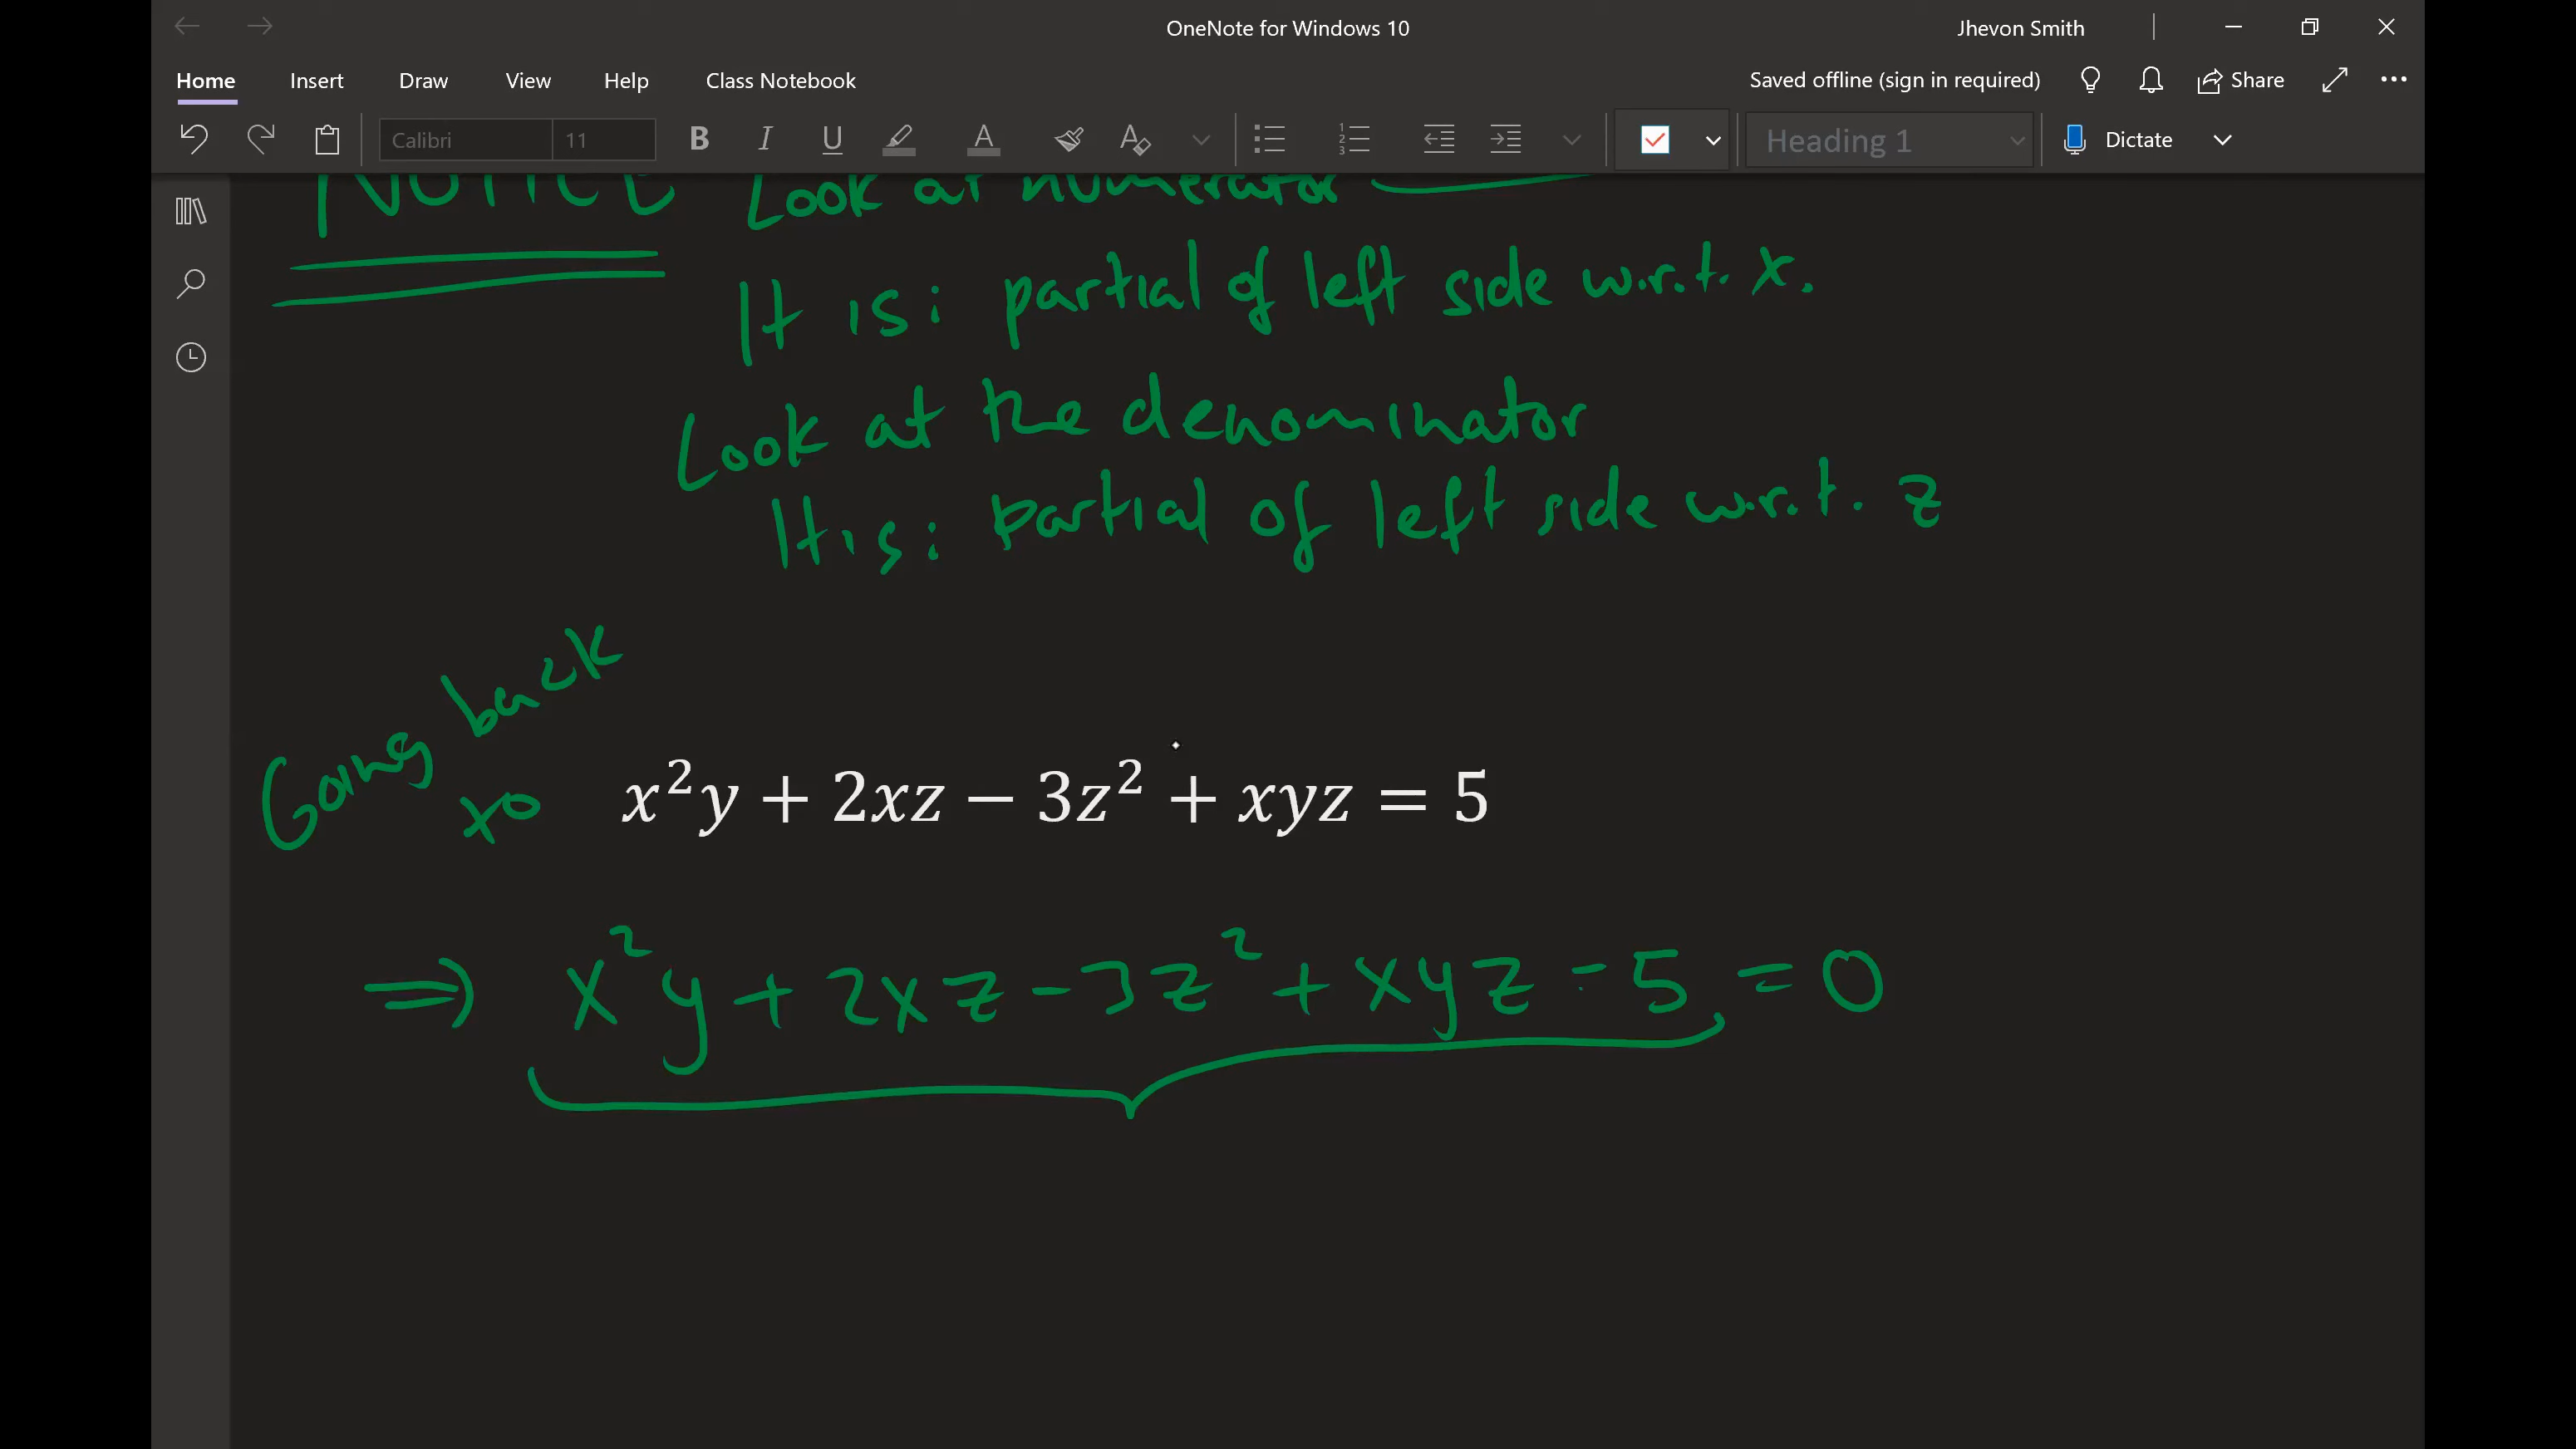 OneNote for Windows 10
Jhevon Smith
Home Insert Draw View Help Class Notebook
Saved offline (sign in required) Share
Calibri 11 B I U A A Heading 1 Dictate
NOTICE Look at numerator
It is: partial of left side w.r.t. x.
Look at the denominator
It is: partial of left side w.r.t. z
Going back
to x²y + 2xz − 3z² + xyz = 5
⇒ x²y + 2xz - 3z² + xyz - 5 = 0